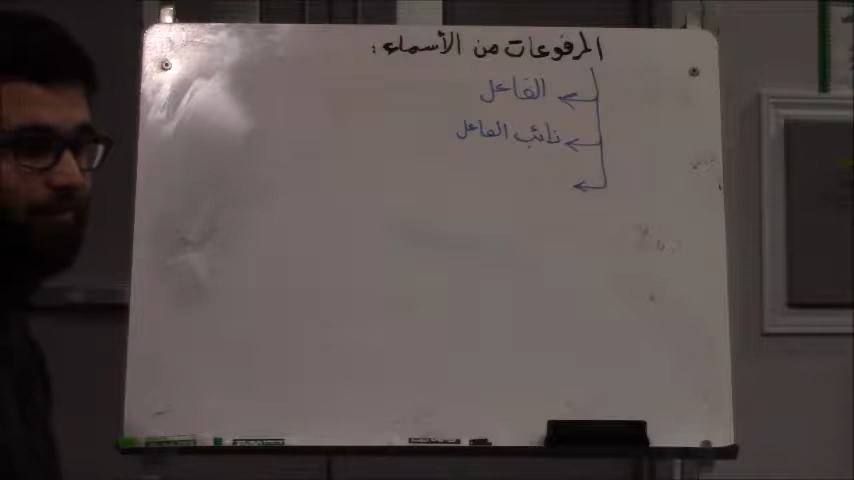 المرفوعات من الأسماء:
الفاعل
نائب الفاعل